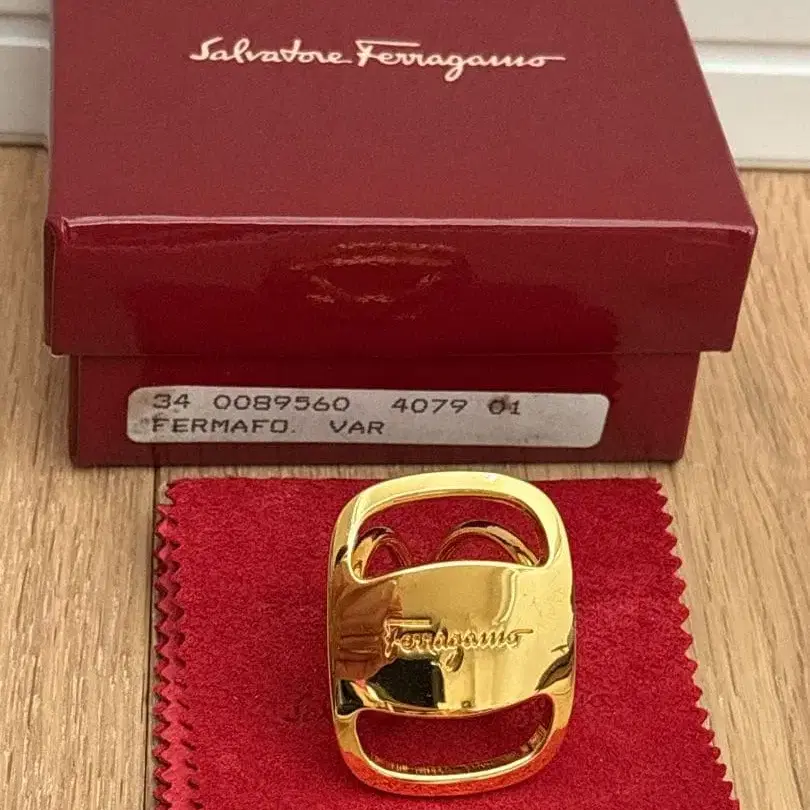 Salvatore Ferragamo
34 0089560 4079 01
FERMAFO. VAR
Ferragamo